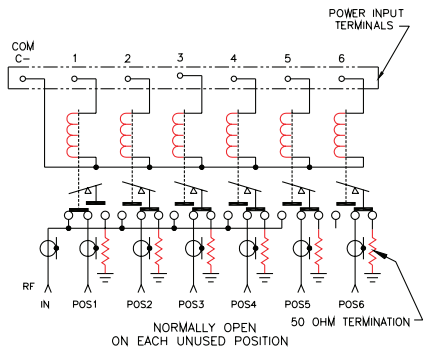 POWER INPUT
TERMINALS
COM
C-
1 2 3 4 5 6
RF
IN POS1 POS2 POS3 POS4 POS5 POS6
50 OHM TERMINATION
NORMALLY OPEN
ON EACH UNUSED POSITION